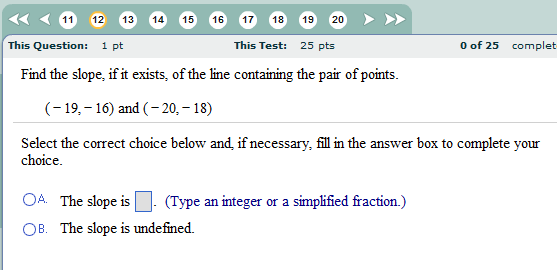 11 12 13 14 15 16 17 18 19 20
This Question: 1 pt This Test: 25 pts 0 of 25 complet
Find the slope, if it exists, of the line containing the pair of points.
(− 19, − 16) and (− 20, − 18)
Select the correct choice below and, if necessary, fill in the answer box to complete your
choice.
A. The slope is . (Type an integer or a simplified fraction.)
B. The slope is undefined.